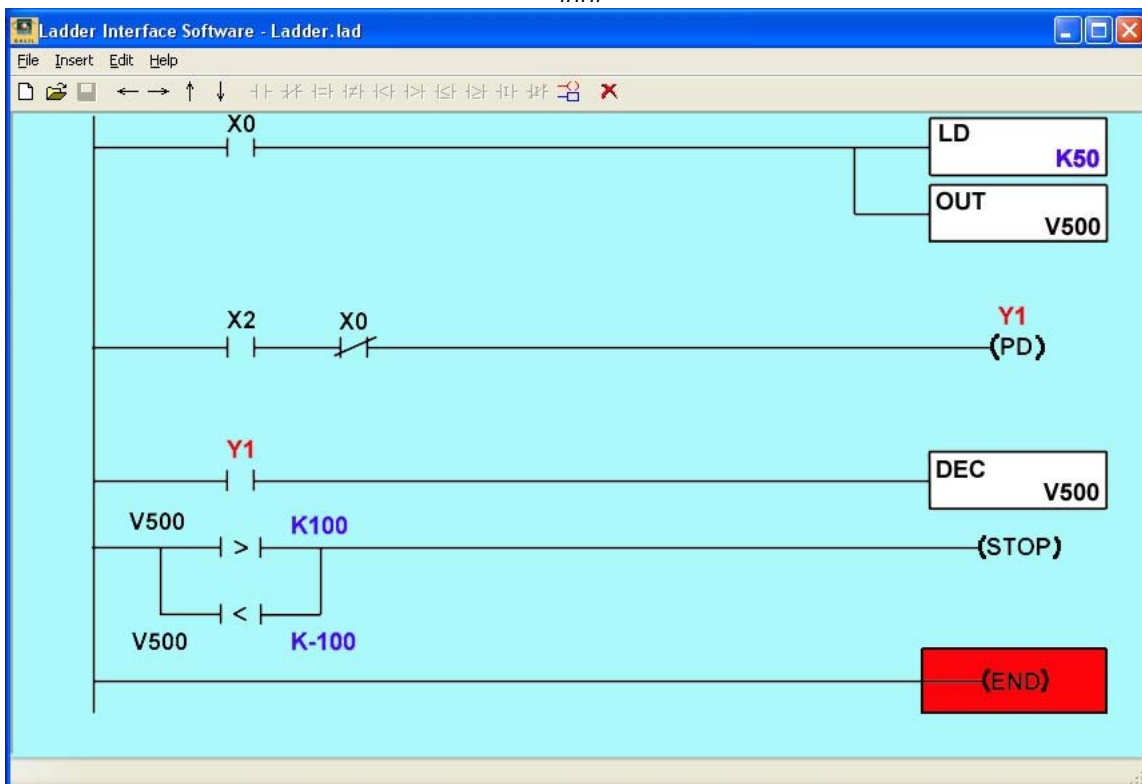 Ladder Interface Software - Ladder.lad
File Insert Edit Help
X0
LD
K50
OUT
V500
X2 X0
Y1
(PD)
Y1
DEC
V500
V500 > K100
(STOP)
<
V500 K-100
(END)